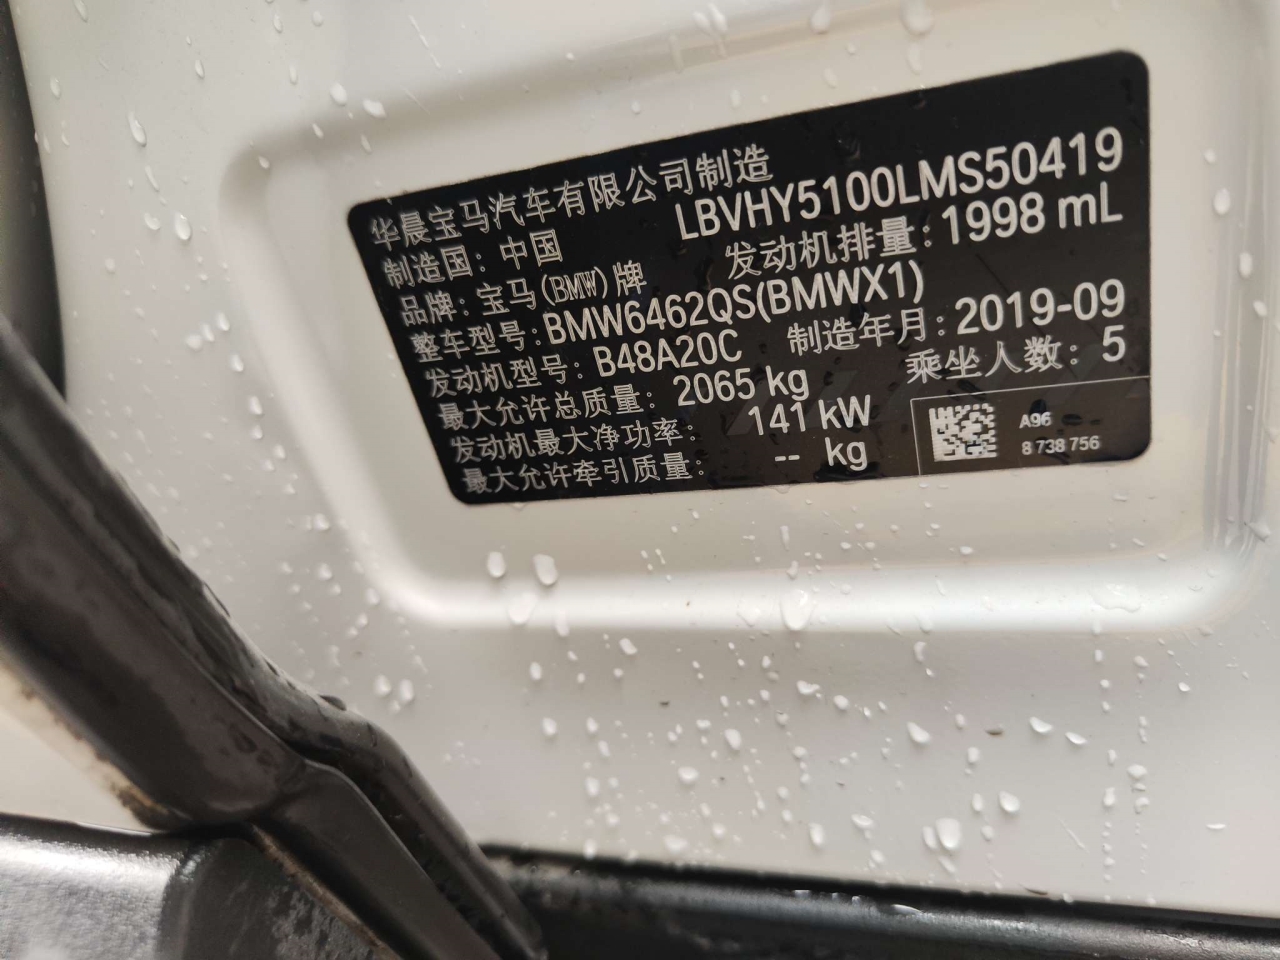 华晨宝马汽车有限公司制造
LBVHY5100LMS50419
制造国：中国
发动机排量：1998 mL
品牌：宝马(BMW)牌
整车型号：BMW6462QS(BMWX1)
发动机型号：B48A20C
制造年月：2019-09
最大允许总质量：2065 kg
乘坐人数：5
发动机最大净功率：141 kW
最大允许牵引质量：-- kg
A96
8 738 756